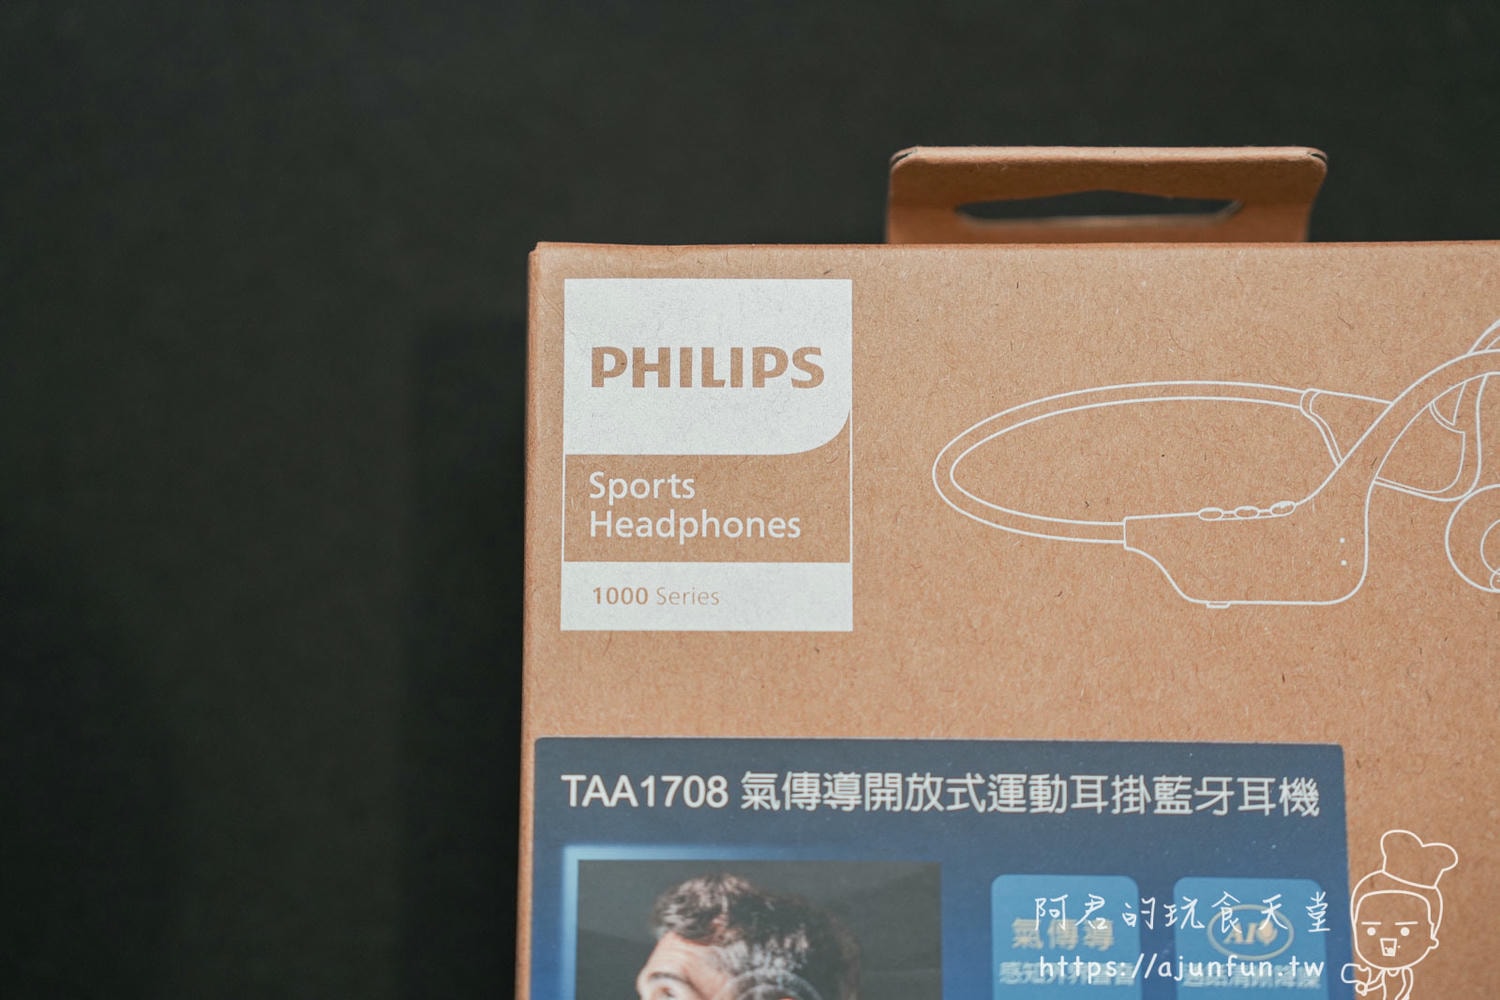 PHILIPS
Sports
Headphones
1000 Series
TAA1708 氣傳導開放式運動耳掛藍牙耳機
氣傳導
AI
阿君的玩食天堂
https://ajunfun.tw